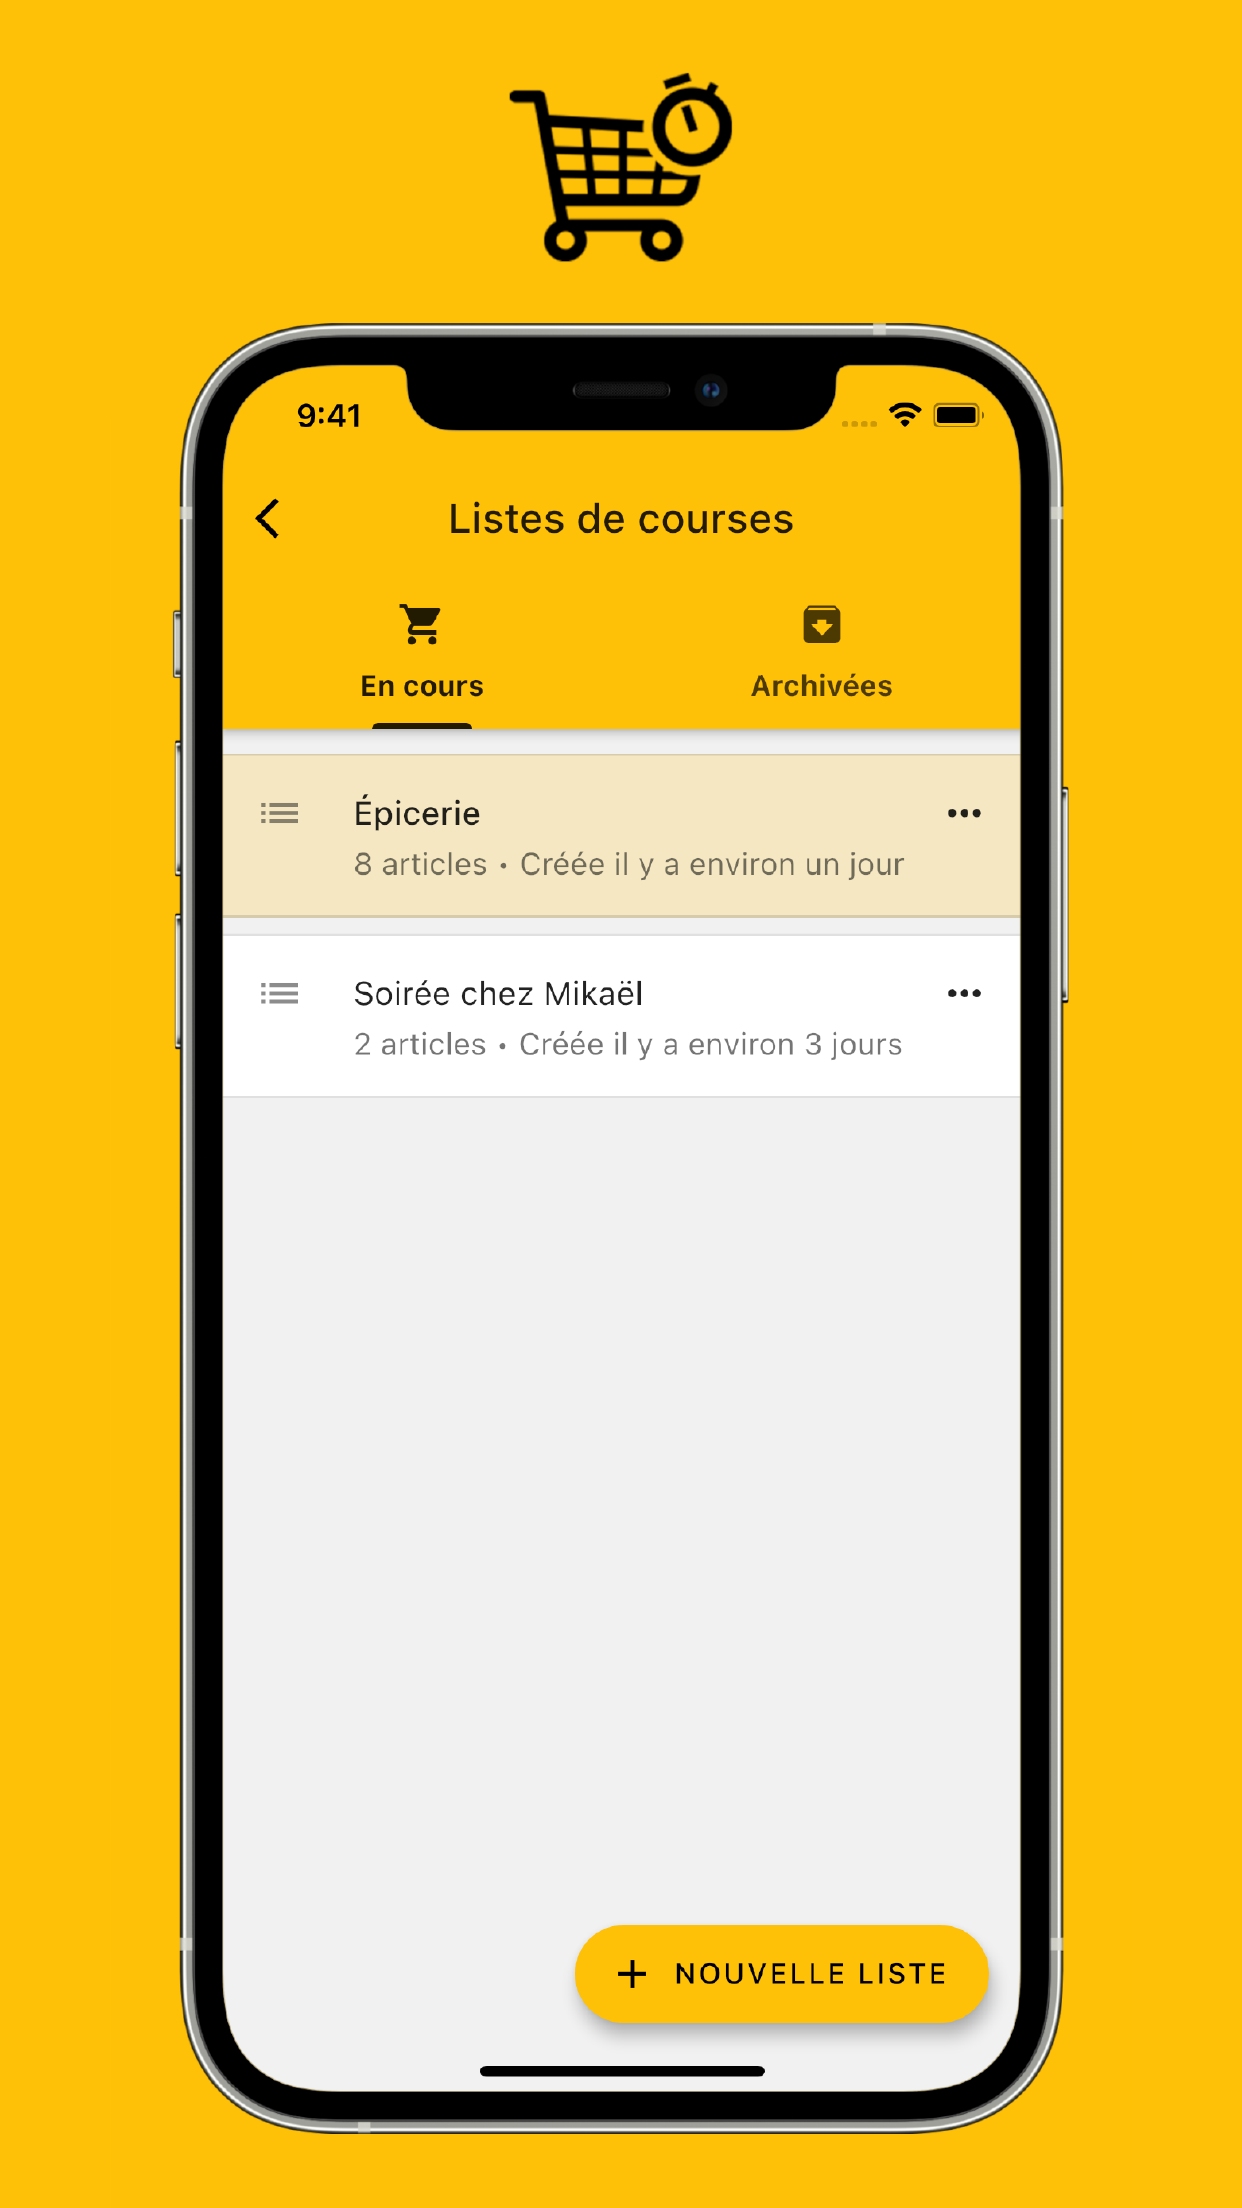 9:41
Listes de courses
En cours
Archivées
Épicerie
8 articles • Créée il y a environ un jour
Soirée chez Mikaël
2 articles • Créée il y a environ 3 jours
+ NOUVELLE LISTE